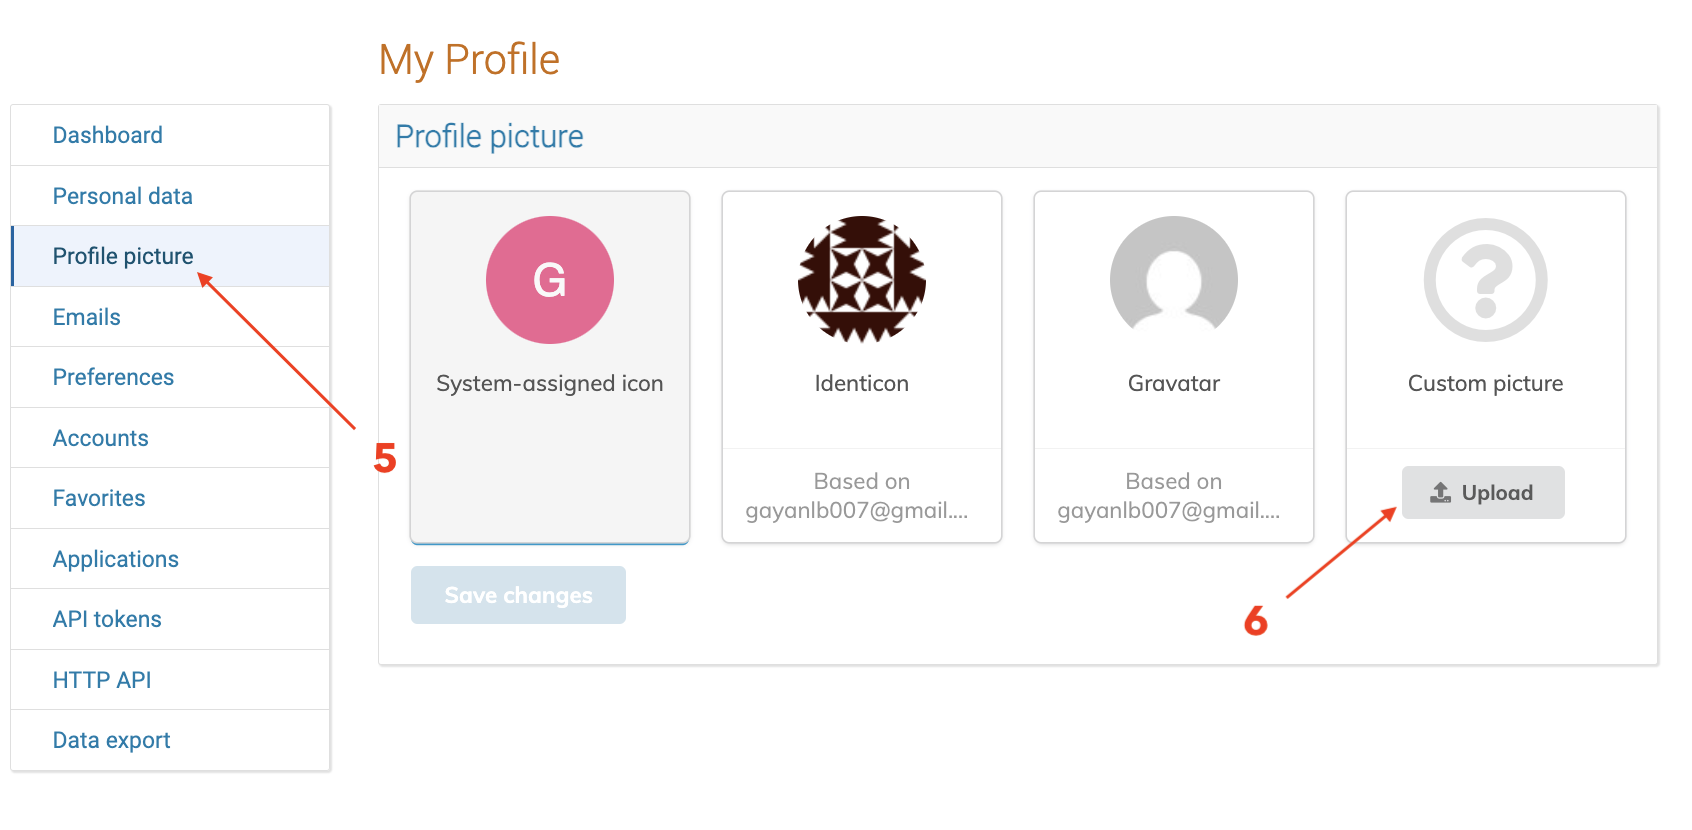 My Profile
Dashboard
Personal data
Profile picture
Emails
Preferences
Accounts
Favorites
Applications
API tokens
HTTP API
Data export
5
Profile picture
G
System-assigned icon
Identicon
Based on
gayanlb007@gmail....
Gravatar
Based on
gayanlb007@gmail....
?
Custom picture
Upload
Save changes
6